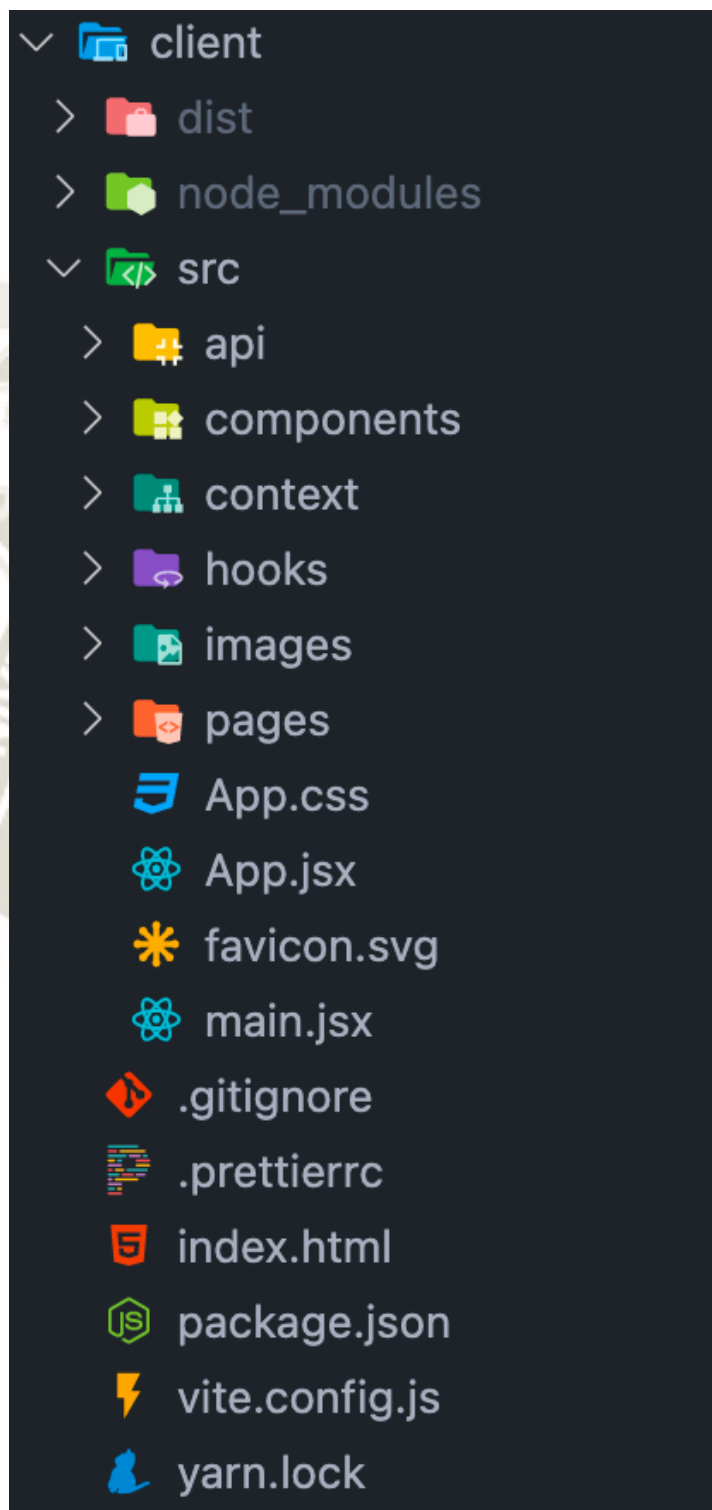 client
dist
node_modules
src
api
components
context
hooks
images
pages
App.css
App.jsx
favicon.svg
main.jsx
.gitignore
.prettierrc
index.html
package.json
vite.config.js
yarn.lock